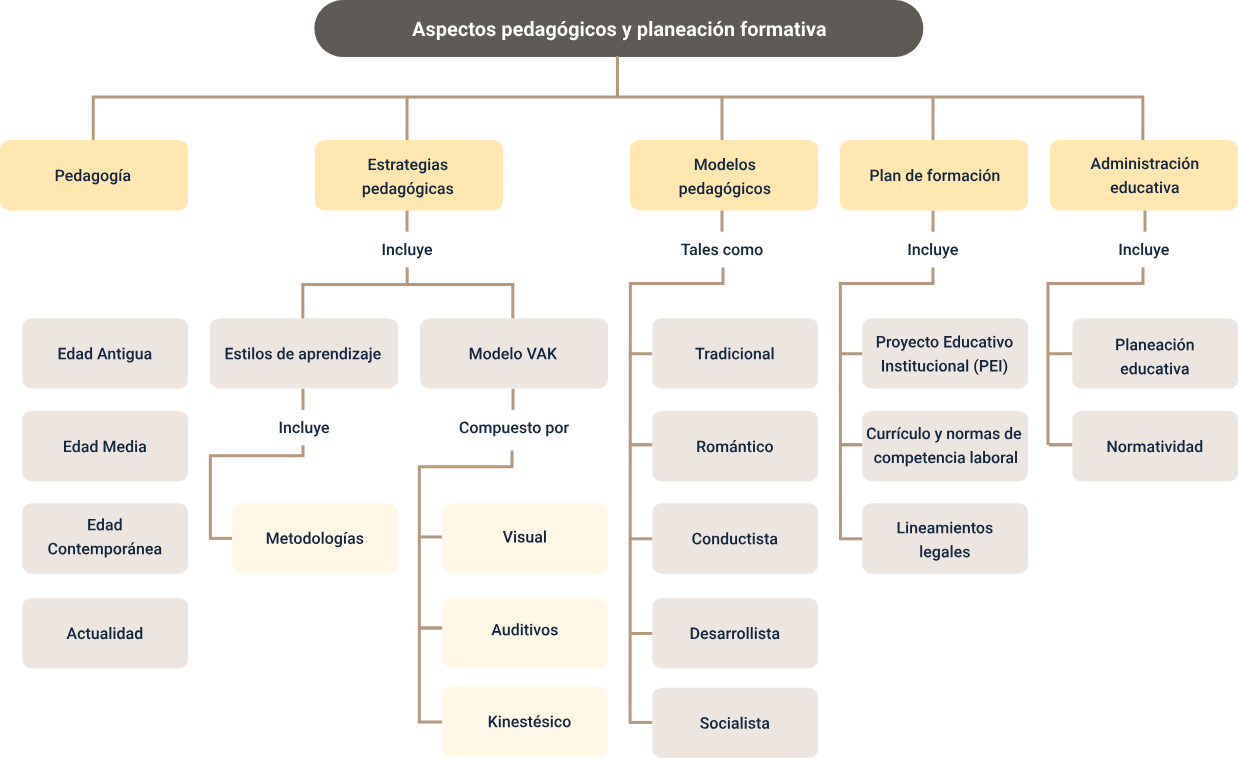 Aspectos pedagógicos y planeación formativa
Pedagogía
Estrategias
pedagógicas
Modelos
pedagógicos
Plan de formación
Administración
educativa
Incluye
Tales como
Incluye
Incluye
Edad Antigua
Edad Media
Edad
Contemporánea
Actualidad
Estilos de aprendizaje
Incluye
Metodologías
Modelo VAK
Compuesto por
Visual
Auditivos
Kinestésico
Tradicional
Romántico
Conductista
Desarrollista
Socialista
Proyecto Educativo
Institucional (PEI)
Currículo y normas de
competencia laboral
Lineamientos
legales
Planeación
educativa
Normatividad